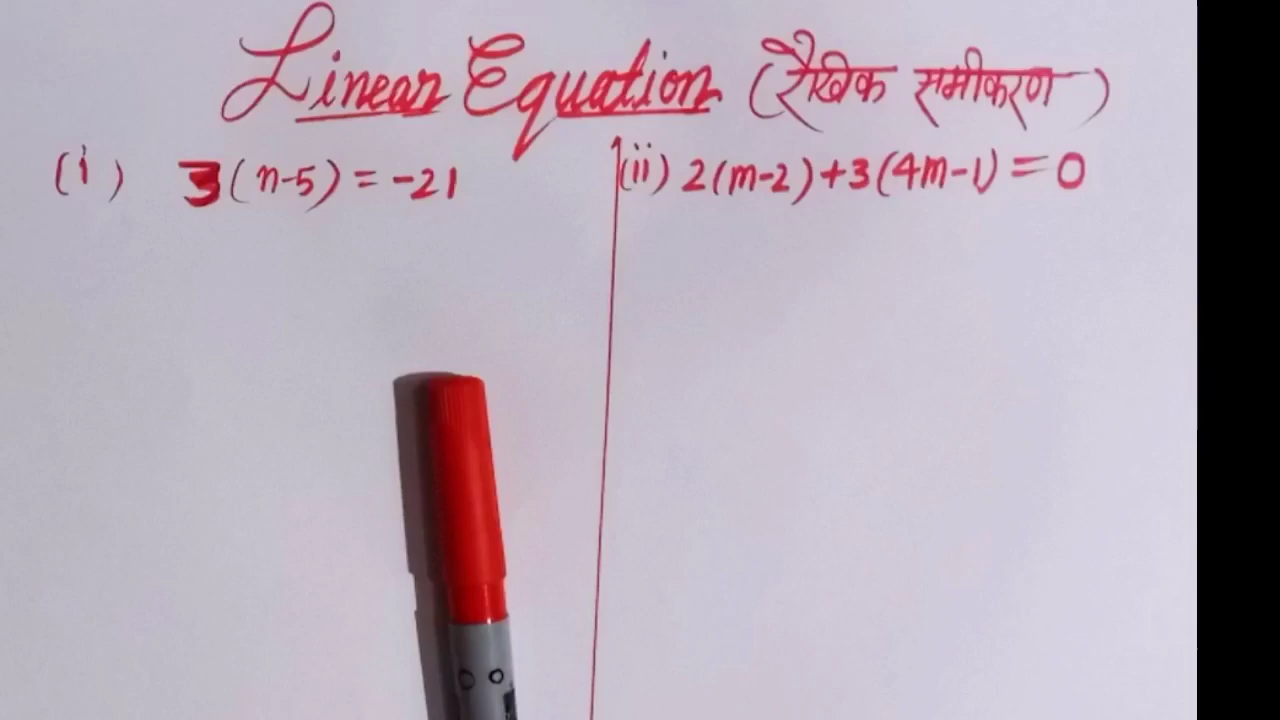 Linear Equation (रैखिक समीकरण)
(i) 3(n-5) = -21
(ii) 2(m-2)+3(4m-1) = 0